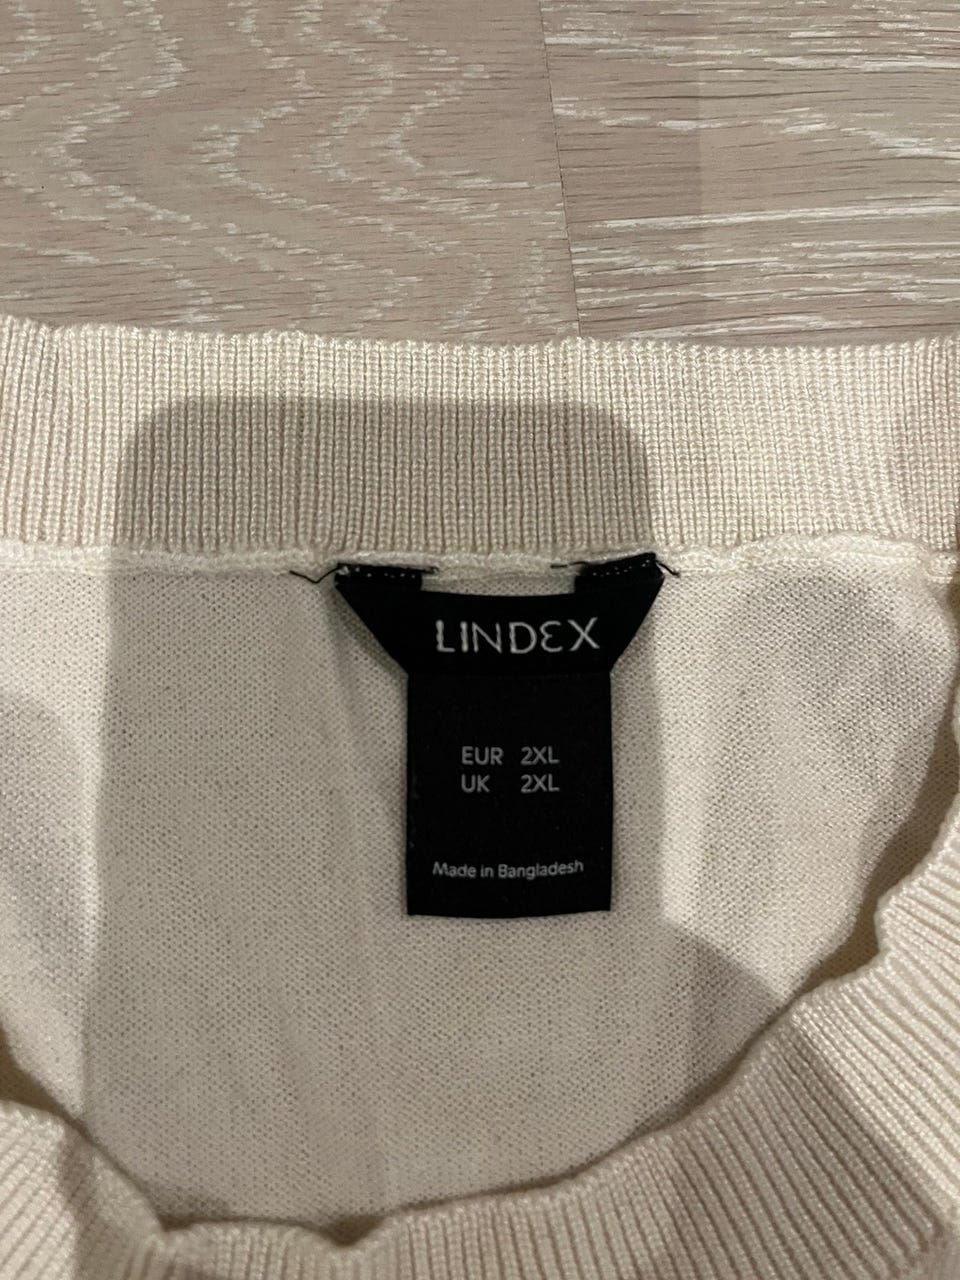 LINDEX
EUR 2XL
UK 2XL
Made in Bangladesh